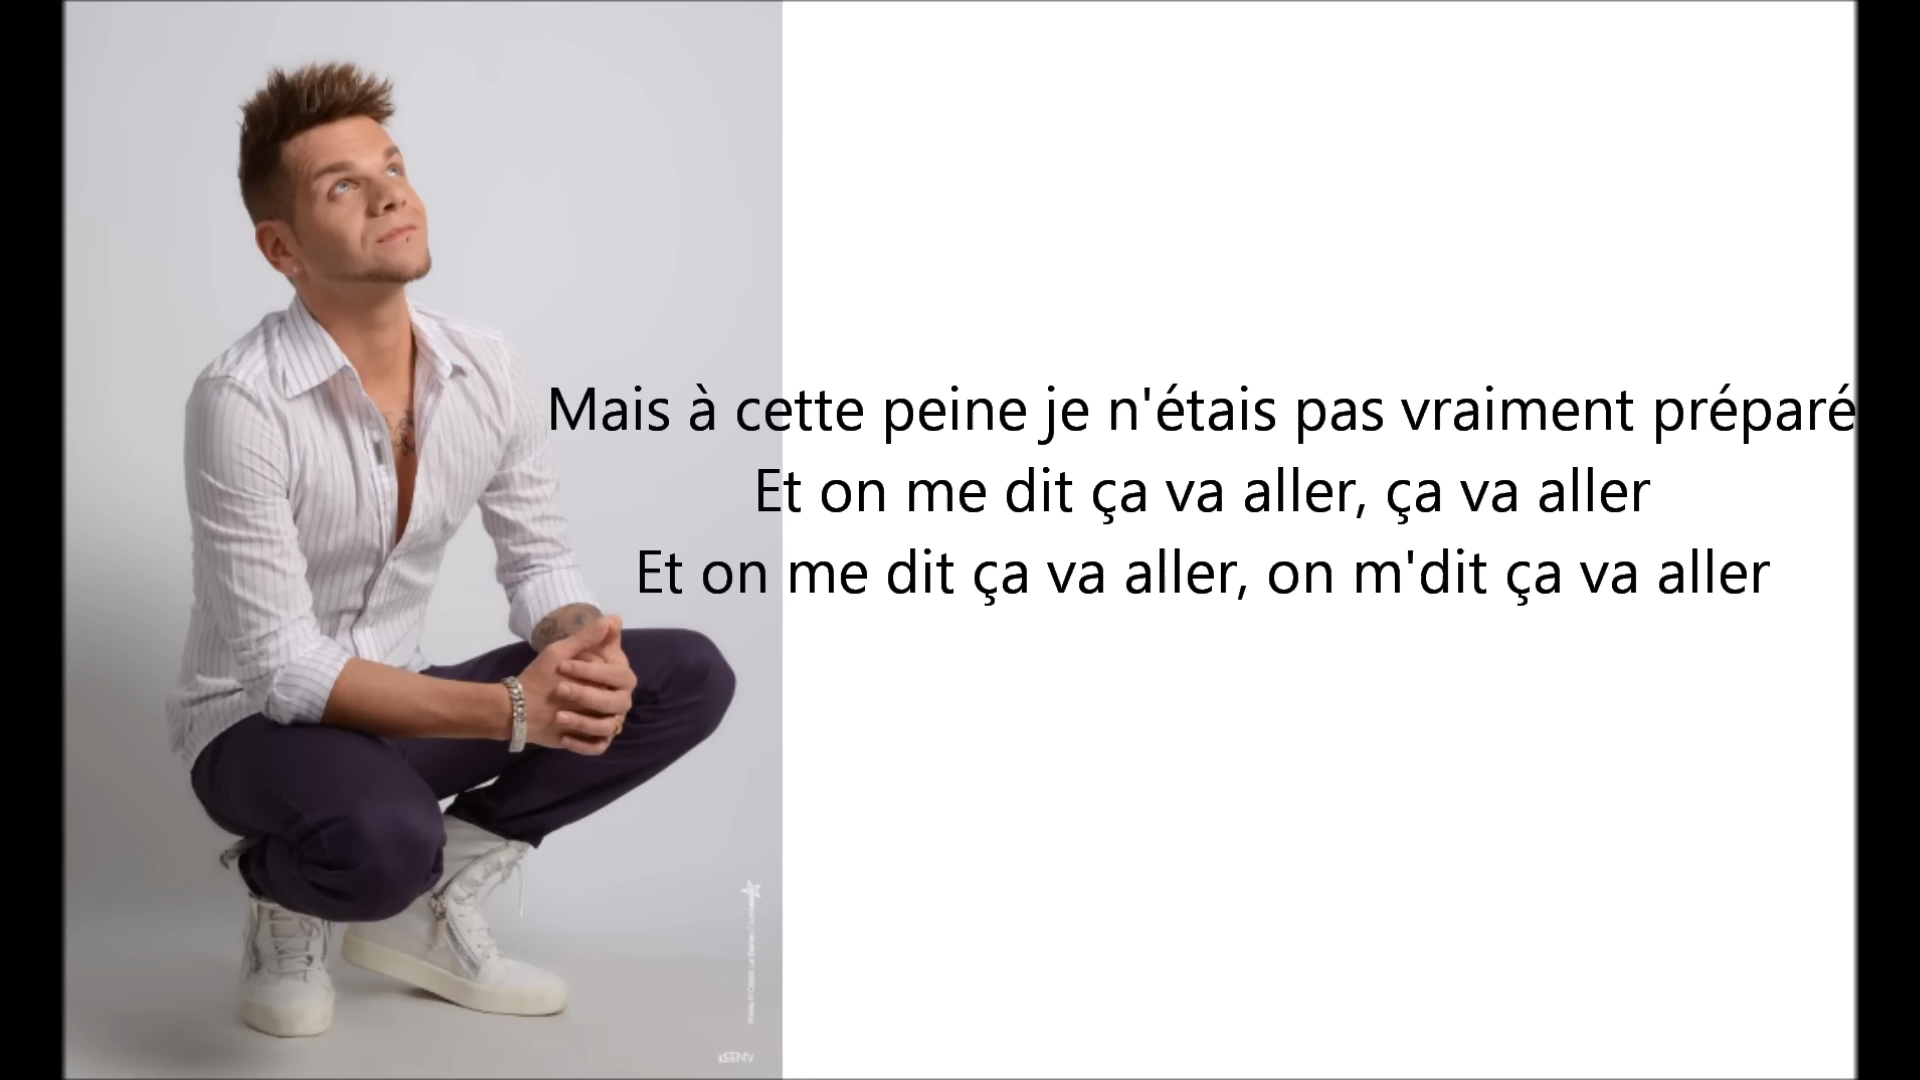 Mais à cette peine je n'étais pas vraiment préparé
Et on me dit ça va aller, ça va aller
Et on me dit ça va aller, on m'dit ça va aller
KEEN'V